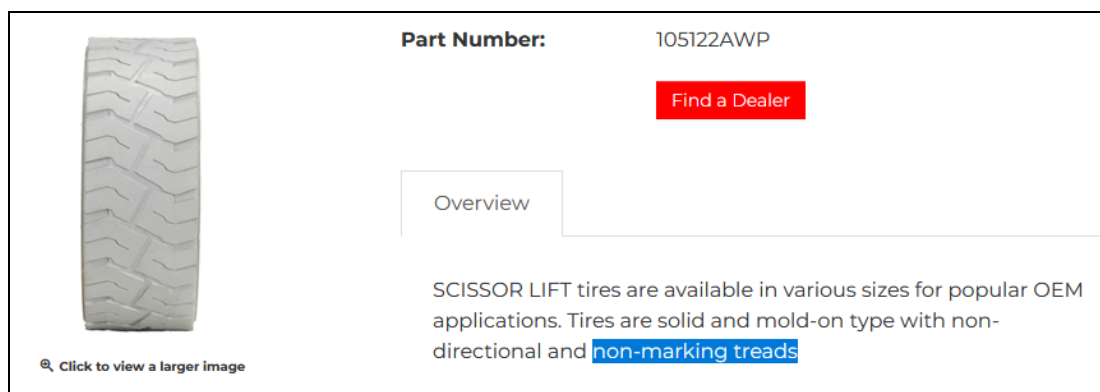 Part Number: 105122AWP
Find a Dealer
Overview
SCISSOR LIFT tires are available in various sizes for popular OEM
applications. Tires are solid and mold-on type with non-
directional and non-marking treads
Click to view a larger image